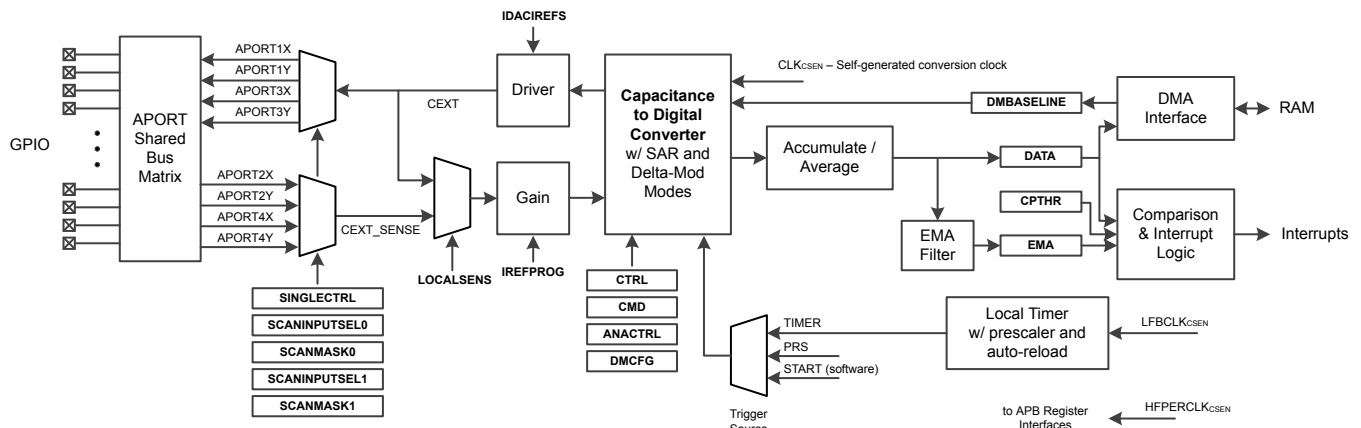 IDACIREFS
GPIO
APORT
Shared
Bus
Matrix
APORT1X
APORT1Y
APORT3X
APORT3Y
APORT2X
APORT2Y
APORT4X
APORT4Y
CEXT
CEXT_SENSE
Driver
Gain
LOCALSENS
IREFPROG
SINGLECTRL
SCANINPUTSEL0
SCANMASK0
SCANINPUTSEL1
SCANMASK1
Capacitance
to Digital
Converter
w/ SAR and
Delta-Mod
Modes
CTRL
CMD
ANACTRL
DMCFG
CLKCSEN – Self-generated conversion clock
DMBASELINE
DMA
Interface
RAM
Accumulate /
Average
DATA
CPTHR
EMA
Filter
EMA
Comparison
& Interrupt
Logic
Interrupts
TIMER
PRS
START (software)
Local Timer
w/ prescaler and
auto-reload
LFBCLKCSEN
Trigger
Source
to APB Register
Interfaces
HFPERCLKCSEN